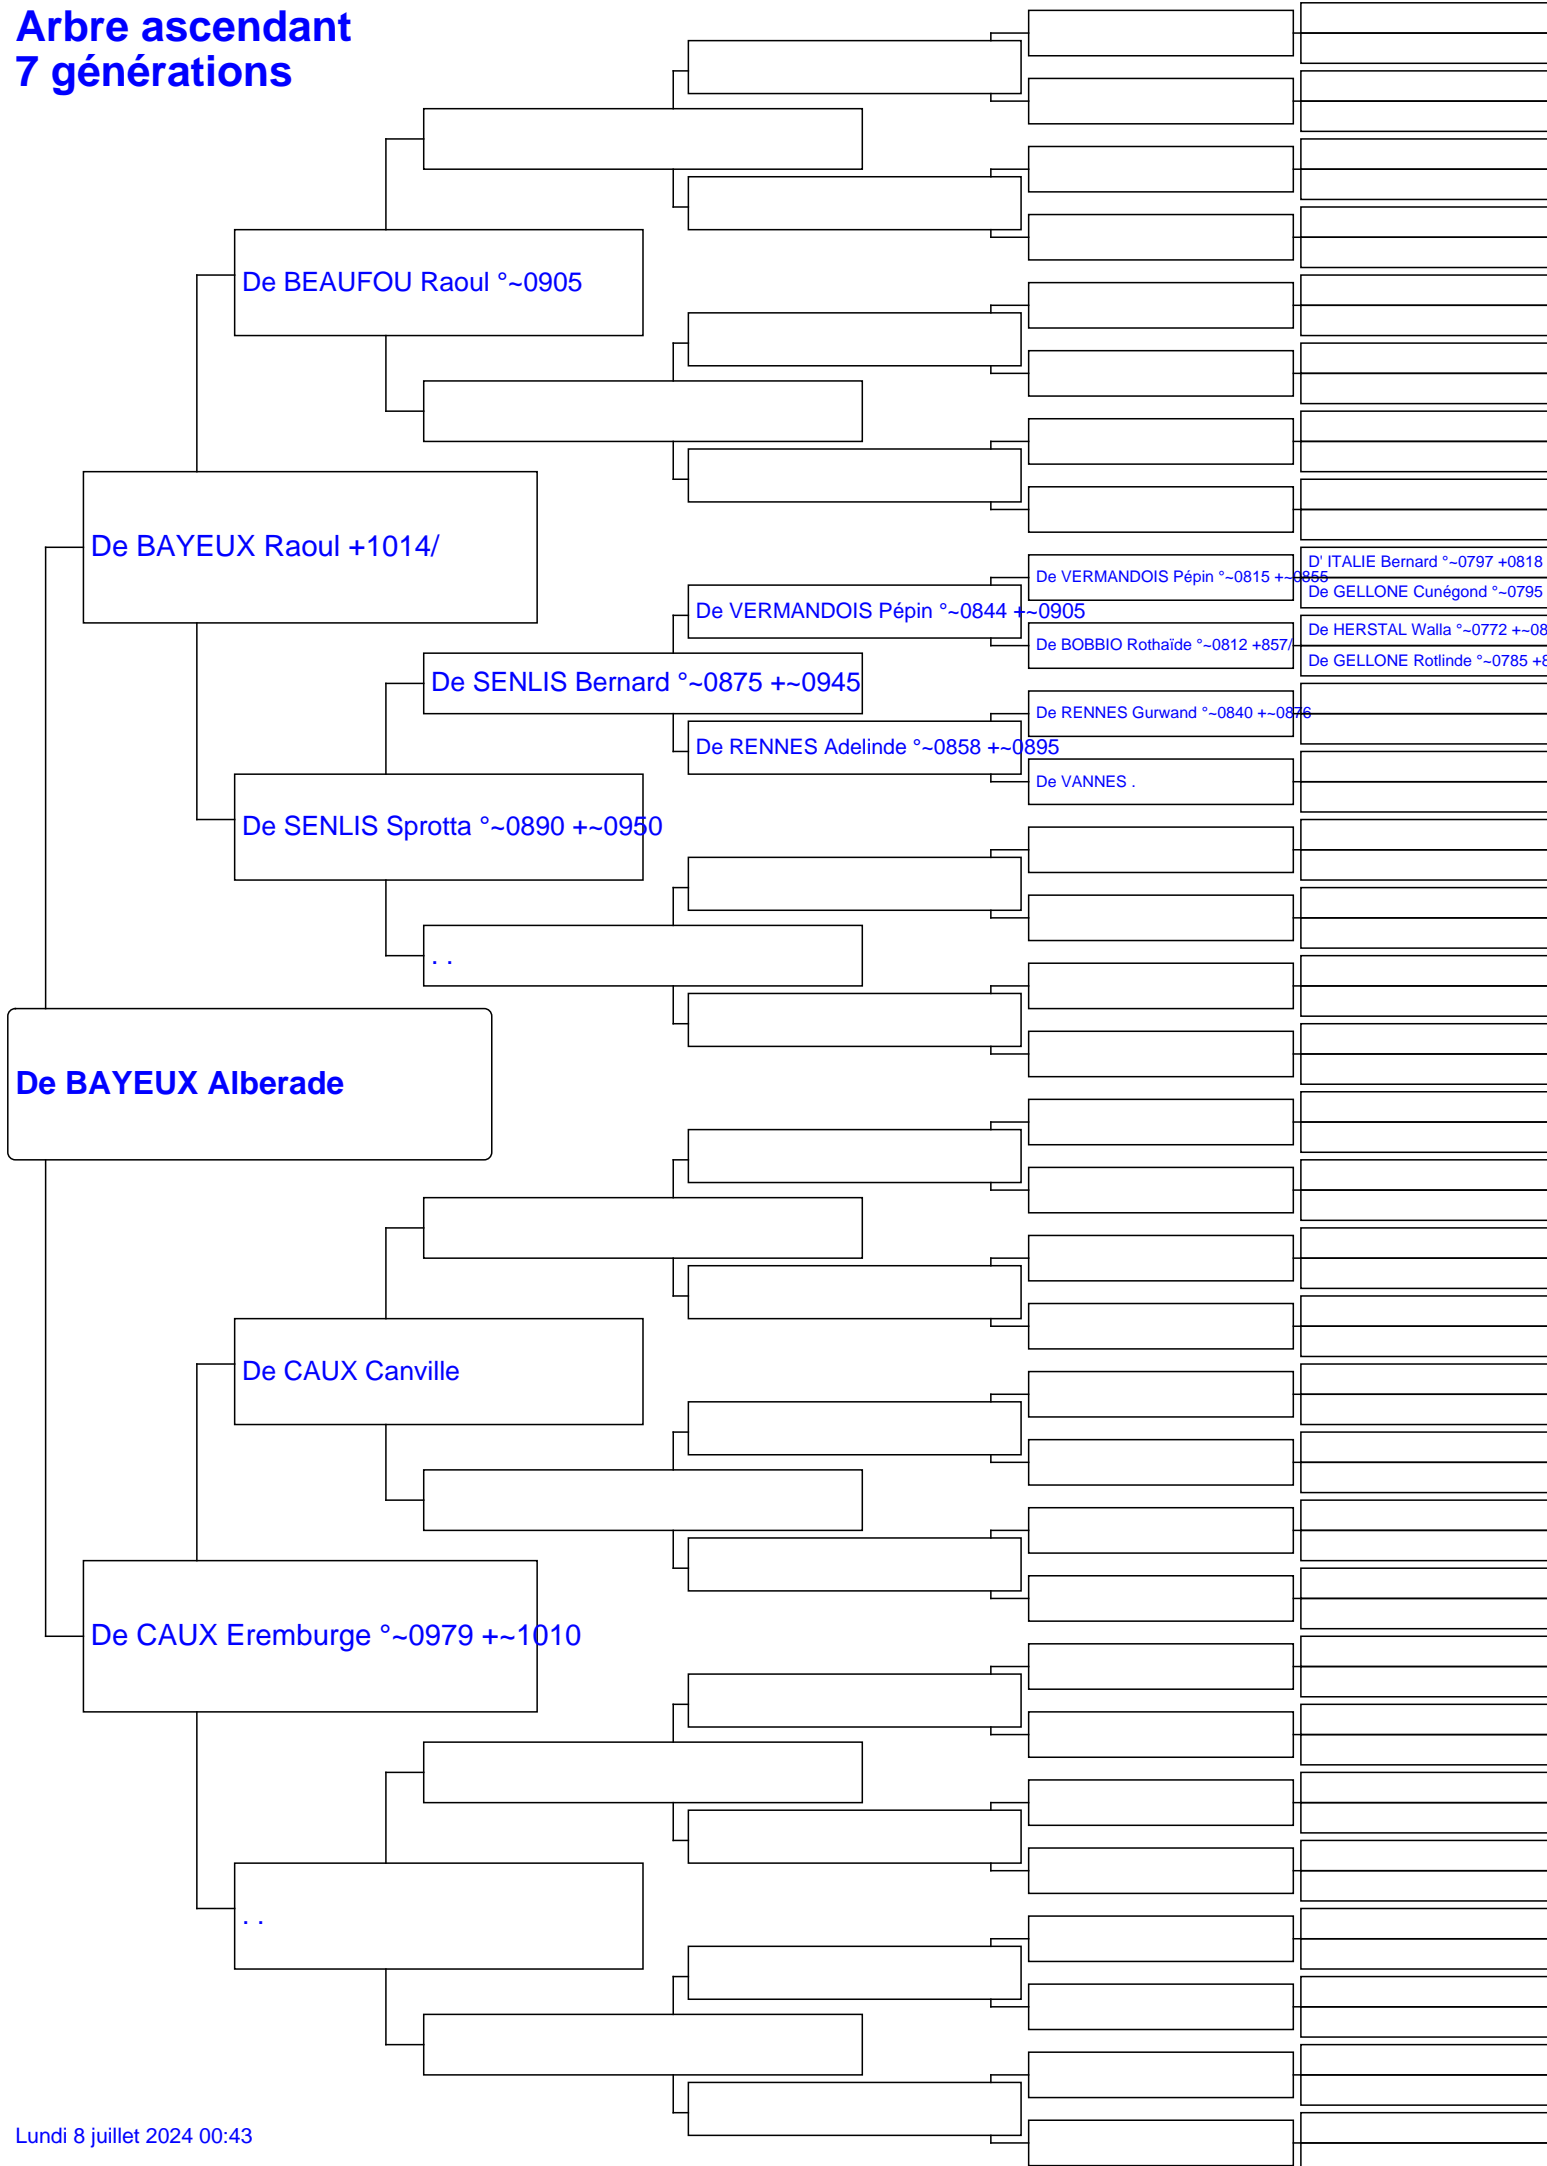 Arbre ascendant
7 générations
De BEAUFOU Raoul °~0905
De BAYEUX Raoul +1014/
D' ITALIE Bernard °~0797 +0818
De VERMANDOIS Pépin °~0815 +~0855
De GELLONE Cunégond °~0795
De VERMANDOIS Pépin °~0844 +~0905
De HERSTAL Walla °~0772 +~08
De BOBBIO Rothaïde °~0812 +857/
De GELLONE Rotlinde °~0785 +8
De SENLIS Bernard °~0875 +~0945
De RENNES Gurwand °~0840 +~0876
De RENNES Adelinde °~0858 +~0895
De VANNES .
De SENLIS Sprotta °~0890 +~0950
. .
De BAYEUX Alberade
De CAUX Canville
De CAUX Eremburge °~0979 +~1010
. .
Lundi 8 juillet 2024 00:43